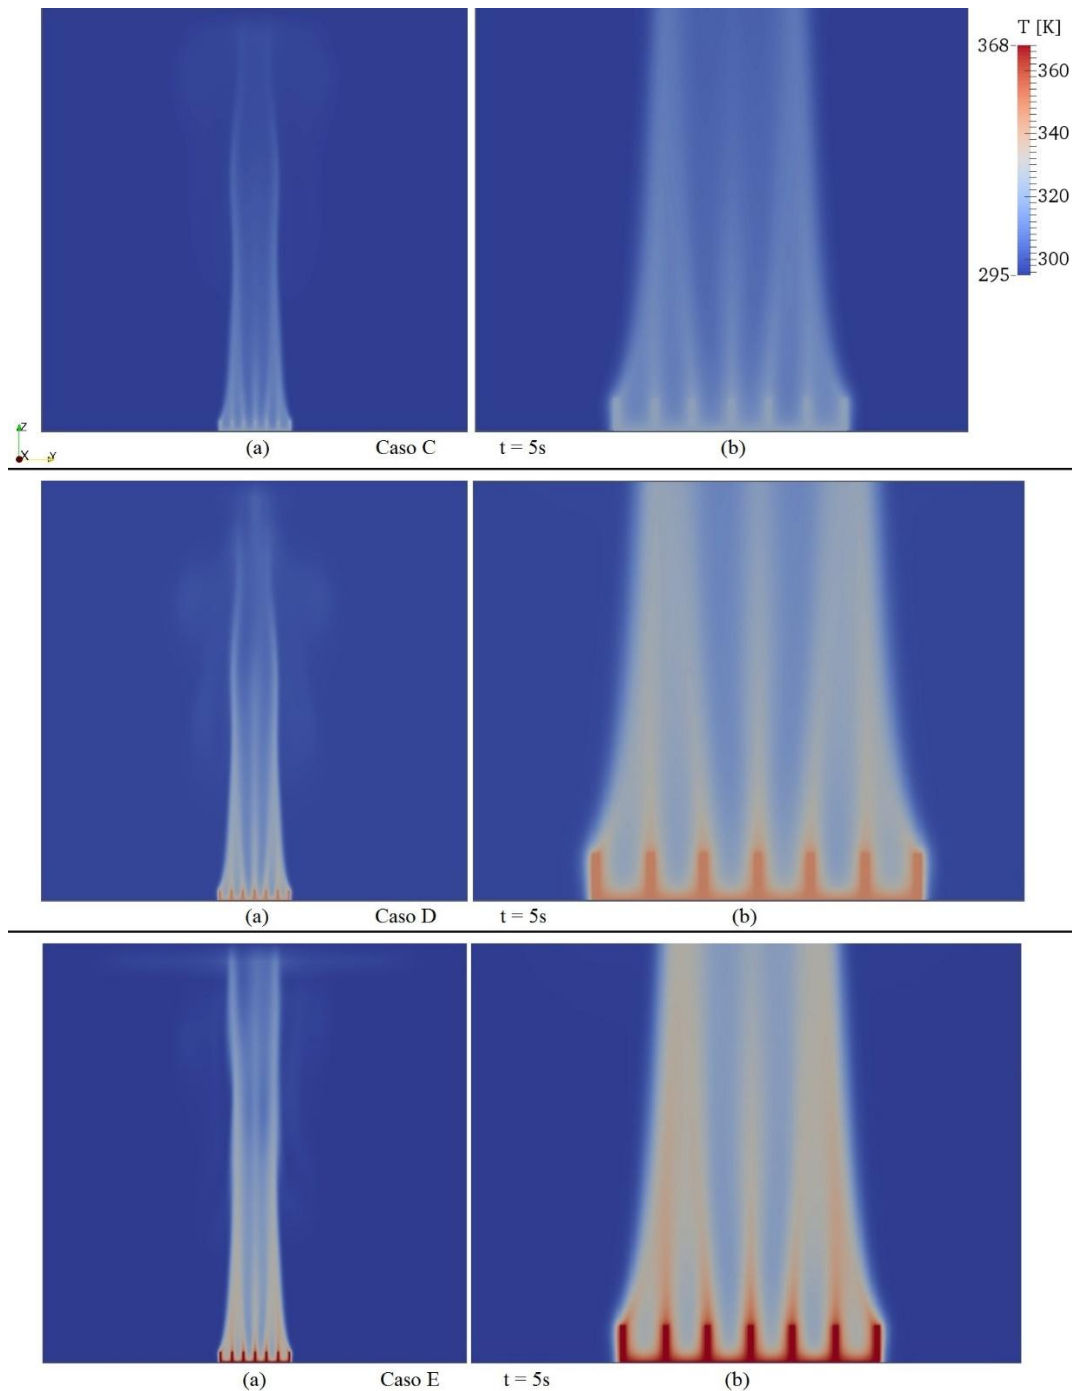 T [K]
368
360
340
320
300
295
Z
X
Y
(a)
Caso C
t = 5s
(b)
(a)
Caso D
t = 5s
(b)
(a)
Caso E
t = 5s
(b)